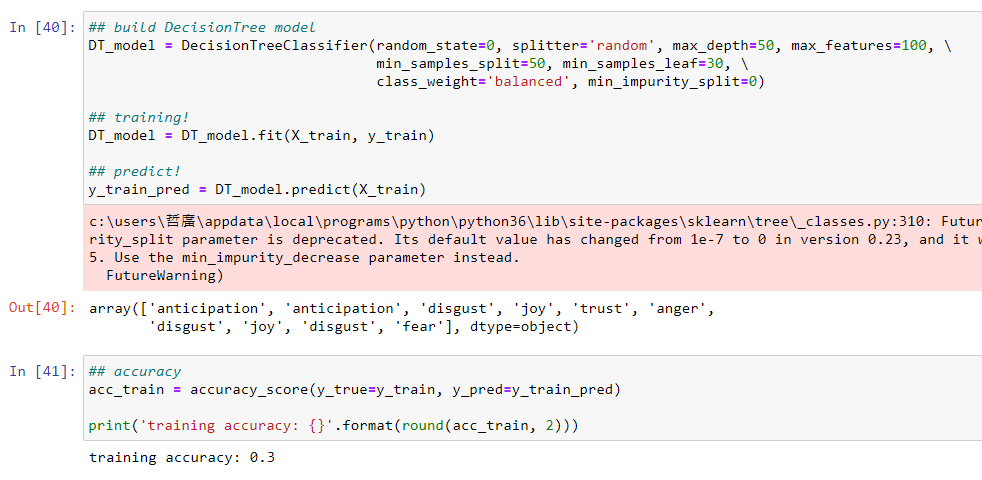 In [40]:
## build DecisionTree model
DT_model = DecisionTreeClassifier(random_state=0, splitter='random', max_depth=50, max_features=100, \
min_samples_split=50, min_samples_leaf=30, \
class_weight='balanced', min_impurity_split=0)
## training!
DT_model = DT_model.fit(X_train, y_train)
## predict!
y_train_pred = DT_model.predict(X_train)
c:\users\哲廣\appdata\local\programs\python\python36\lib\site-packages\sklearn\tree\_classes.py:310: Futur
rity_split parameter is deprecated. Its default value has changed from 1e-7 to 0 in version 0.23, and it w
5. Use the min_impurity_decrease parameter instead.
FutureWarning)
Out[40]:
array(['anticipation', 'anticipation', 'disgust', 'joy', 'trust', 'anger',
'disgust', 'joy', 'disgust', 'fear'], dtype=object)
In [41]:
## accuracy
acc_train = accuracy_score(y_true=y_train, y_pred=y_train_pred)
print('training accuracy: {}'.format(round(acc_train, 2)))
training accuracy: 0.3